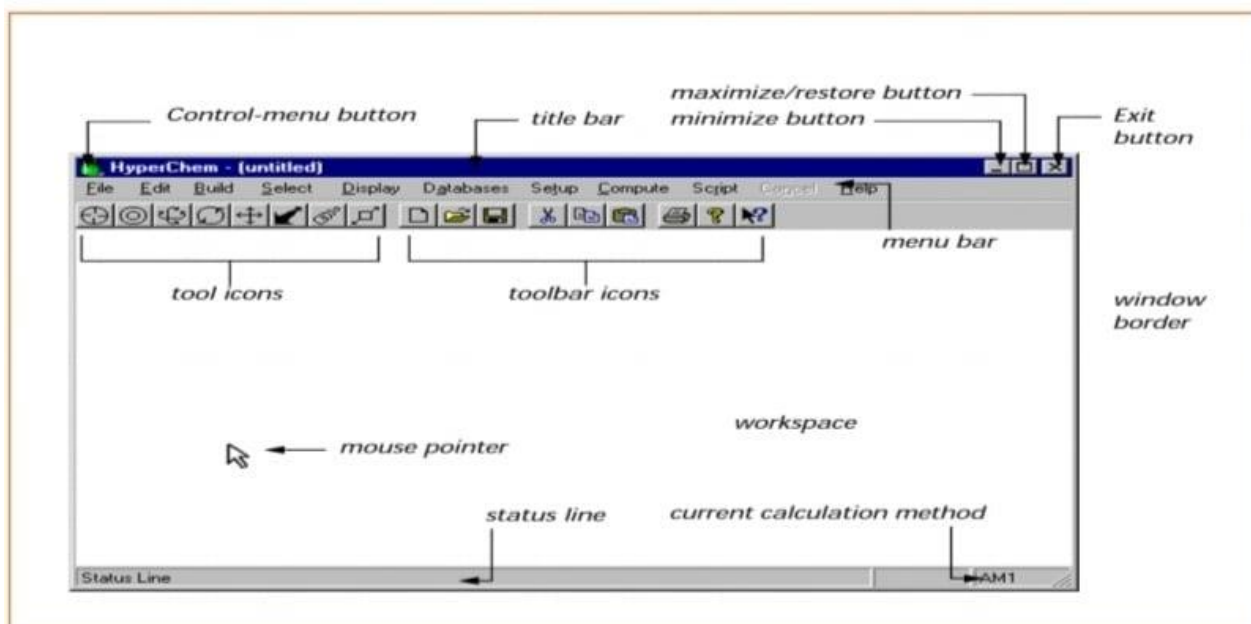 maximize/restore button
Control-menu button title bar minimize button Exit
button
HyperChem - (untitled)
File Edit Build Select Display Databases Setup Compute Script Cancel Help
menu bar
tool icons toolbar icons
window
border
workspace
mouse pointer
status line current calculation method
Status Line AM1